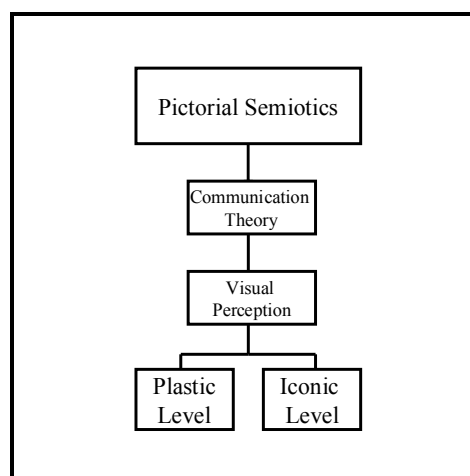 Pictorial Semiotics
Communication
Theory
Visual
Perception
Plastic
Level
Iconic
Level